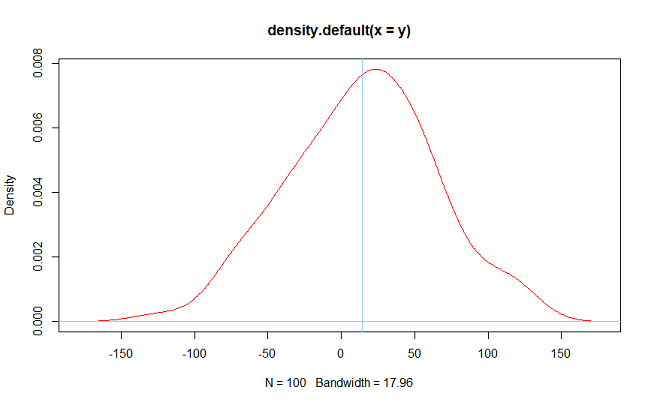 density.default(x = y)
0.008
0.006
0.004
0.002
0.000
Density
-150 -100 -50 0 50 100 150
N = 100 Bandwidth = 17.96